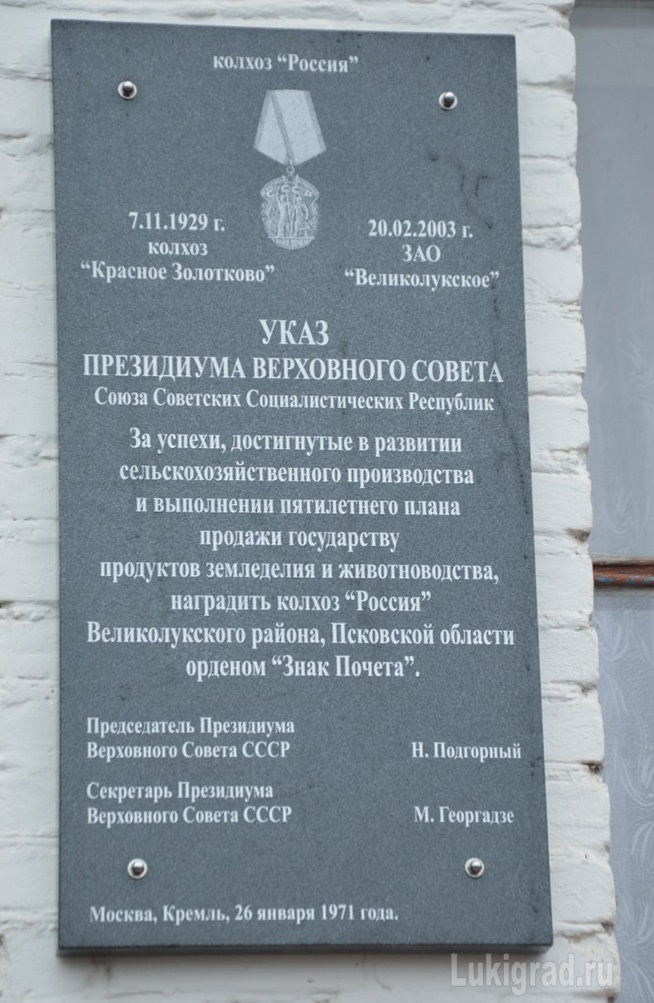 колхоз “Россия”
СССР
7.11.1929 г.
колхоз
“Красное Золотково”
20.02.2003 г.
ЗАО
“Великолукское”
УКАЗ
ПРЕЗИДИУМА ВЕРХОВНОГО СОВЕТА
Союза Советских Социалистических Республик
За успехи, достигнутые в развитии
сельскохозяйственного производства
и выполнении пятилетнего плана
продажи государству
продуктов земледелия и животноводства,
наградить колхоз “Россия”
Великолукского района, Псковской области
орденом “Знак Почета”.
Председатель Президиума
Верховного Совета СССР Н. Подгорный
Секретарь Президиума
Верховного Совета СССР М. Георгадзе
Москва, Кремль, 26 января 1971 года.
Lukigrad.ru